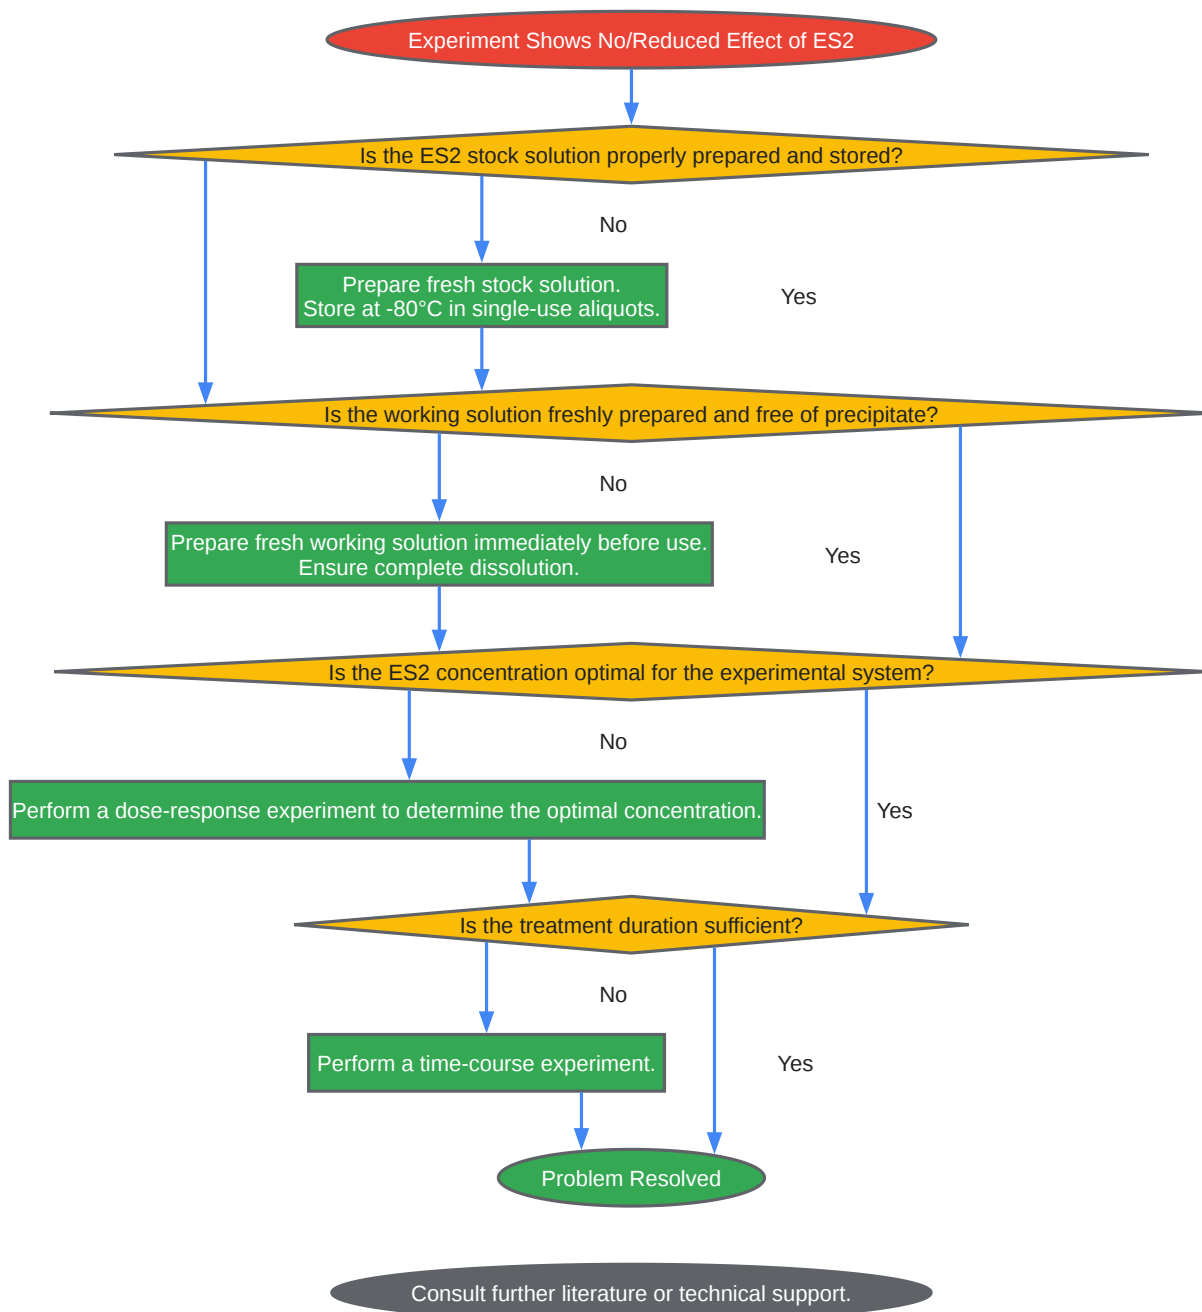 Experiment Shows No/Reduced Effect of ES2
Is the ES2 stock solution properly prepared and stored?
No
Prepare fresh stock solution.
Store at -80°C in single-use aliquots.
Yes
Is the working solution freshly prepared and free of precipitate?
No
Prepare fresh working solution immediately before use.
Ensure complete dissolution.
Yes
Is the ES2 concentration optimal for the experimental system?
No
Perform a dose-response experiment to determine the optimal concentration.
Yes
Is the treatment duration sufficient?
No
Perform a time-course experiment.
Yes
Problem Resolved
Consult further literature or technical support.